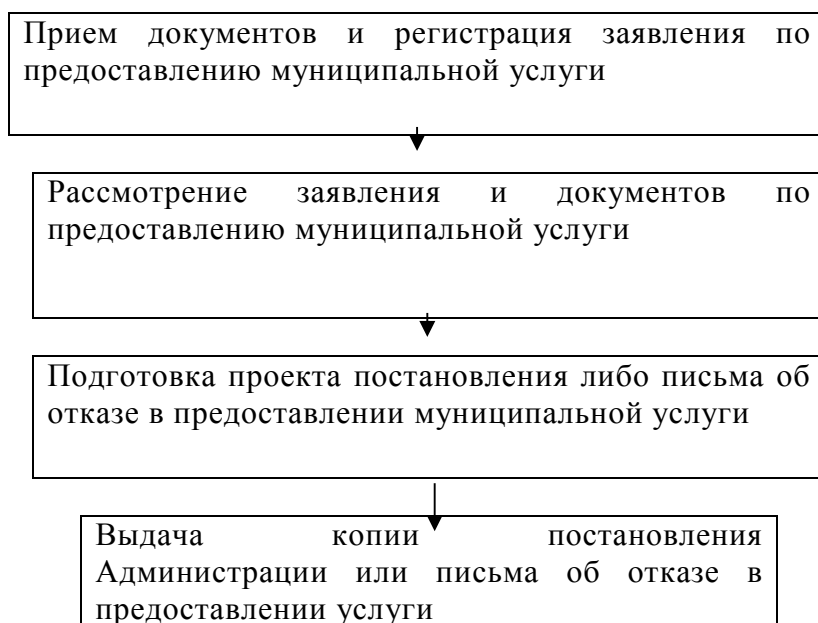 Прием документов и регистрация заявления по
предоставлению муниципальной услуги
Рассмотрение заявления и документов по
предоставлению муниципальной услуги
Подготовка проекта постановления либо письма об
отказе в предоставлении муниципальной услуги
Выдача копии постановления
Администрации или письма об отказе в
предоставлении услуги